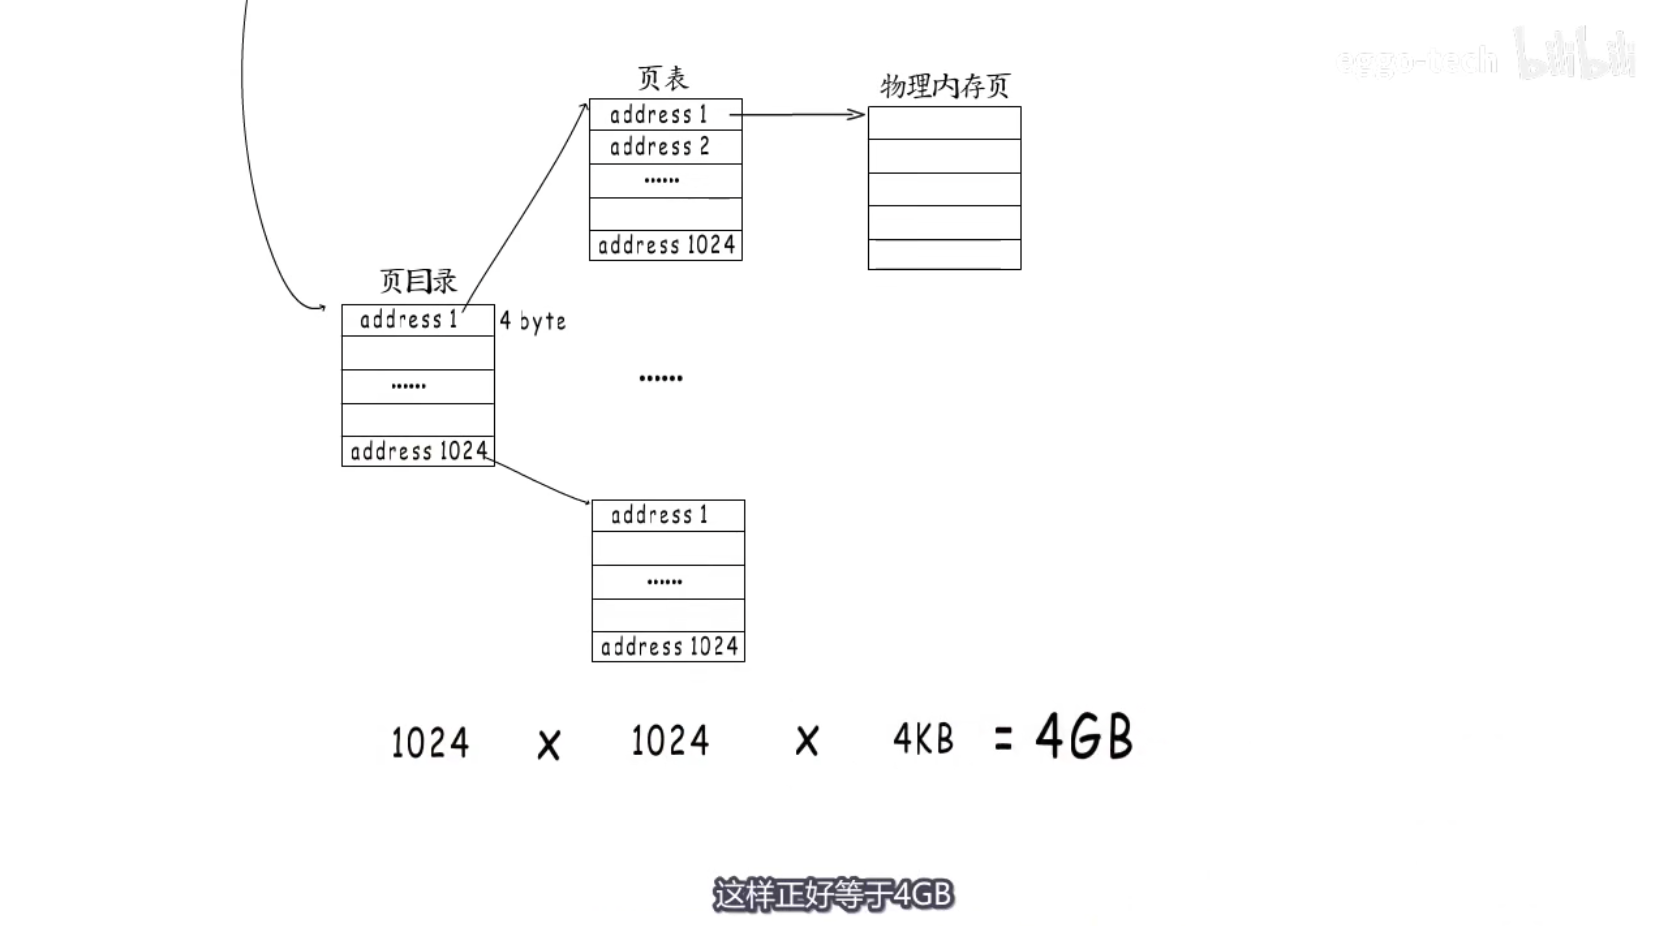 eggo-tech bilibili
页表
address 1
address 2
......
address 1024
物理内存页
页目录
address 1
4 byte
......
address 1024
......
address 1
......
address 1024
1024 x 1024 x 4KB = 4GB
这样正好等于4GB